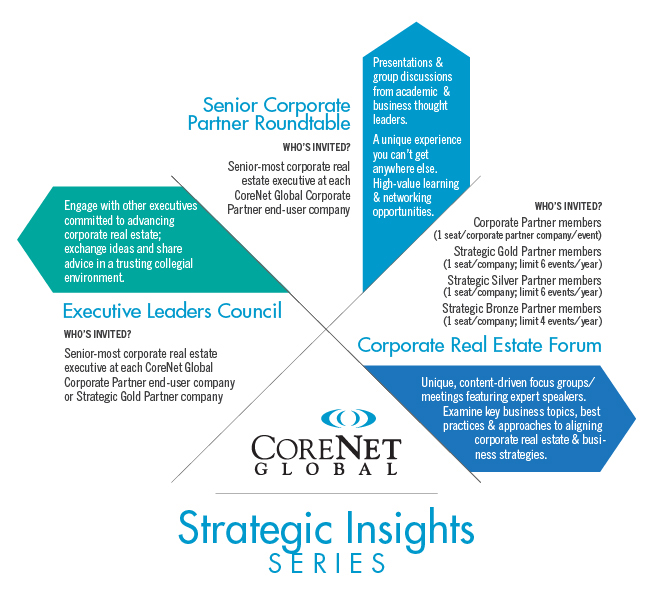 Presentations &
group discussions
from academic &
business thought
leaders.
A unique experience
you can't get
anywhere else.
High-value learning
& networking
opportunities.
Senior Corporate
Partner Roundtable
WHO'S INVITED?
Senior-most corporate real
estate executive at each
CoreNet Global Corporate
Partner end-user company
Engage with other executives
committed to advancing
corporate real estate;
exchange ideas and share
advice in a trusting collegial
environment.
Executive Leaders Council
WHO'S INVITED?
Senior-most corporate real estate
executive at each CoreNet Global
Corporate Partner end-user company
or Strategic Gold Partner company
WHO'S INVITED?
Corporate Partner members
(1 seat/corporate partner company/event)
Strategic Gold Partner members
(1 seat/company; limit 6 events/year)
Strategic Silver Partner members
(1 seat/company; limit 6 events/year)
Strategic Bronze Partner members
(1 seat/company; limit 4 events/year)
Corporate Real Estate Forum
Unique, content-driven focus groups/
meetings featuring expert speakers.
Examine key business topics, best
practices & approaches to aligning
corporate real estate & busi-
ness strategies.
CORENET
GLOBAL
Strategic Insights
SERIES